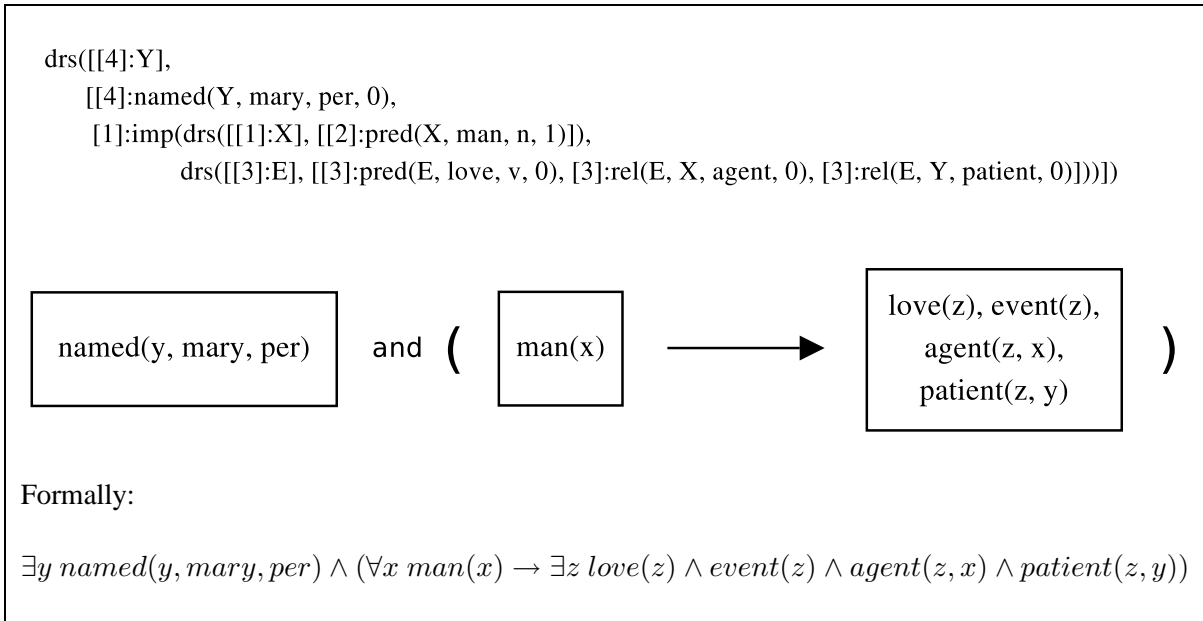 drs([[4]:Y],
[[4]:named(Y, mary, per, 0),
[1]:imp(drs([[1]:X], [[2]:pred(X, man, n, 1)]),
drs([[3]:E], [[3]:pred(E, love, v, 0), [3]:rel(E, X, agent, 0), [3]:rel(E, Y, patient, 0)]))])
named(y, mary, per) and ( man(x) love(z), event(z),
agent(z, x),
patient(z, y) )
Formally:
∃y named(y, mary, per) ∧ (∀x man(x) → ∃z love(z) ∧ event(z) ∧ agent(z, x) ∧ patient(z, y))